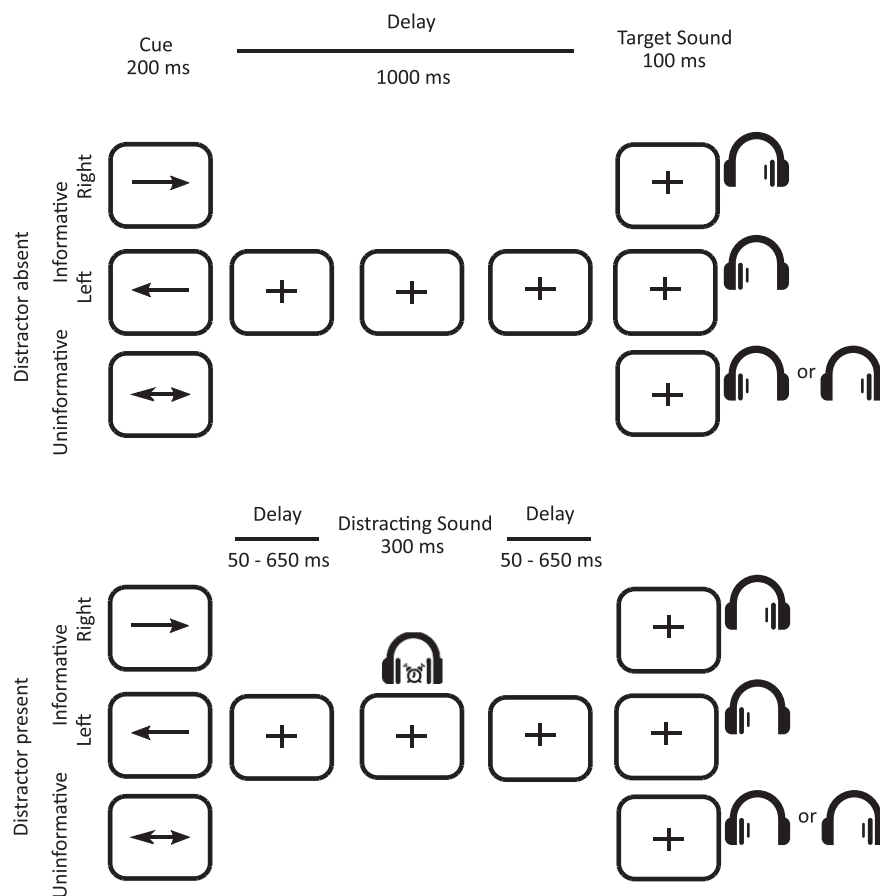 Cue
200 ms
Delay
1000 ms
Target Sound
100 ms
Distractor absent
Informative
Right
Left
Uninformative
or
Delay
50 - 650 ms
Distracting Sound
300 ms
Delay
50 - 650 ms
Distractor present
Informative
Right
Left
Uninformative
or